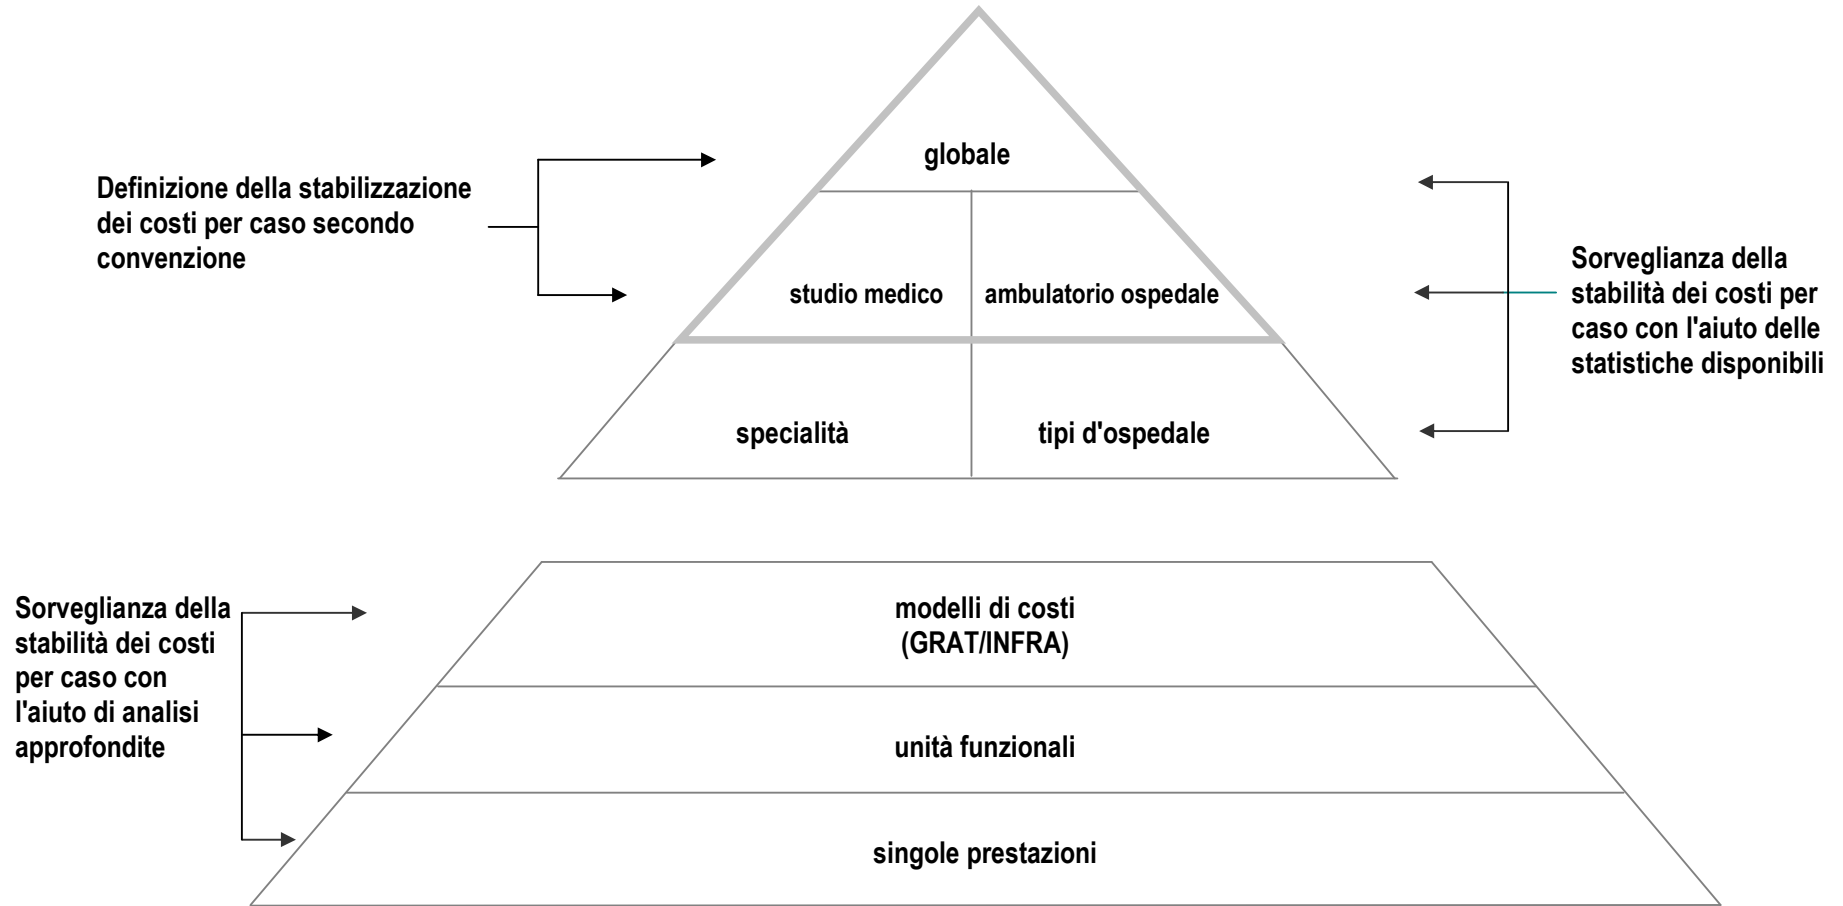 globale
Definizione della stabilizzazione
dei costi per caso secondo
convenzione
studio medico
ambulatorio ospedale
Sorveglianza della
stabilità dei costi per
caso con l'aiuto delle
statistiche disponibili
specialità
tipi d'ospedale
Sorveglianza della
stabilità dei costi
per caso con
l'aiuto di analisi
approfondite
modelli di costi
(GRAT/INFRA)
unità funzionali
singole prestazioni